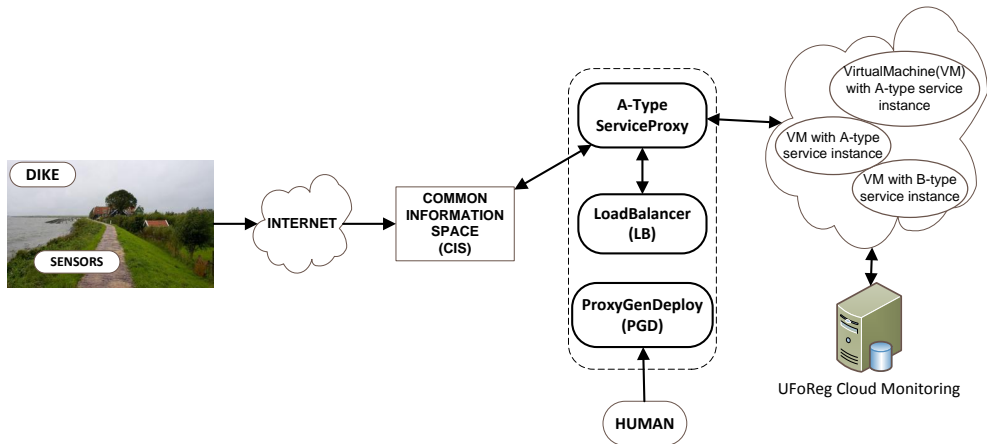 DIKE
SENSORS
INTERNET
COMMON
INFORMATION
SPACE
(CIS)
A-Type
ServiceProxy
LoadBalancer
(LB)
ProxyGenDeploy
(PGD)
HUMAN
VirtualMachine(VM)
with A-type service
instance
VM with A-type
service instance
VM with B-type
service instance
UFoReg Cloud Monitoring